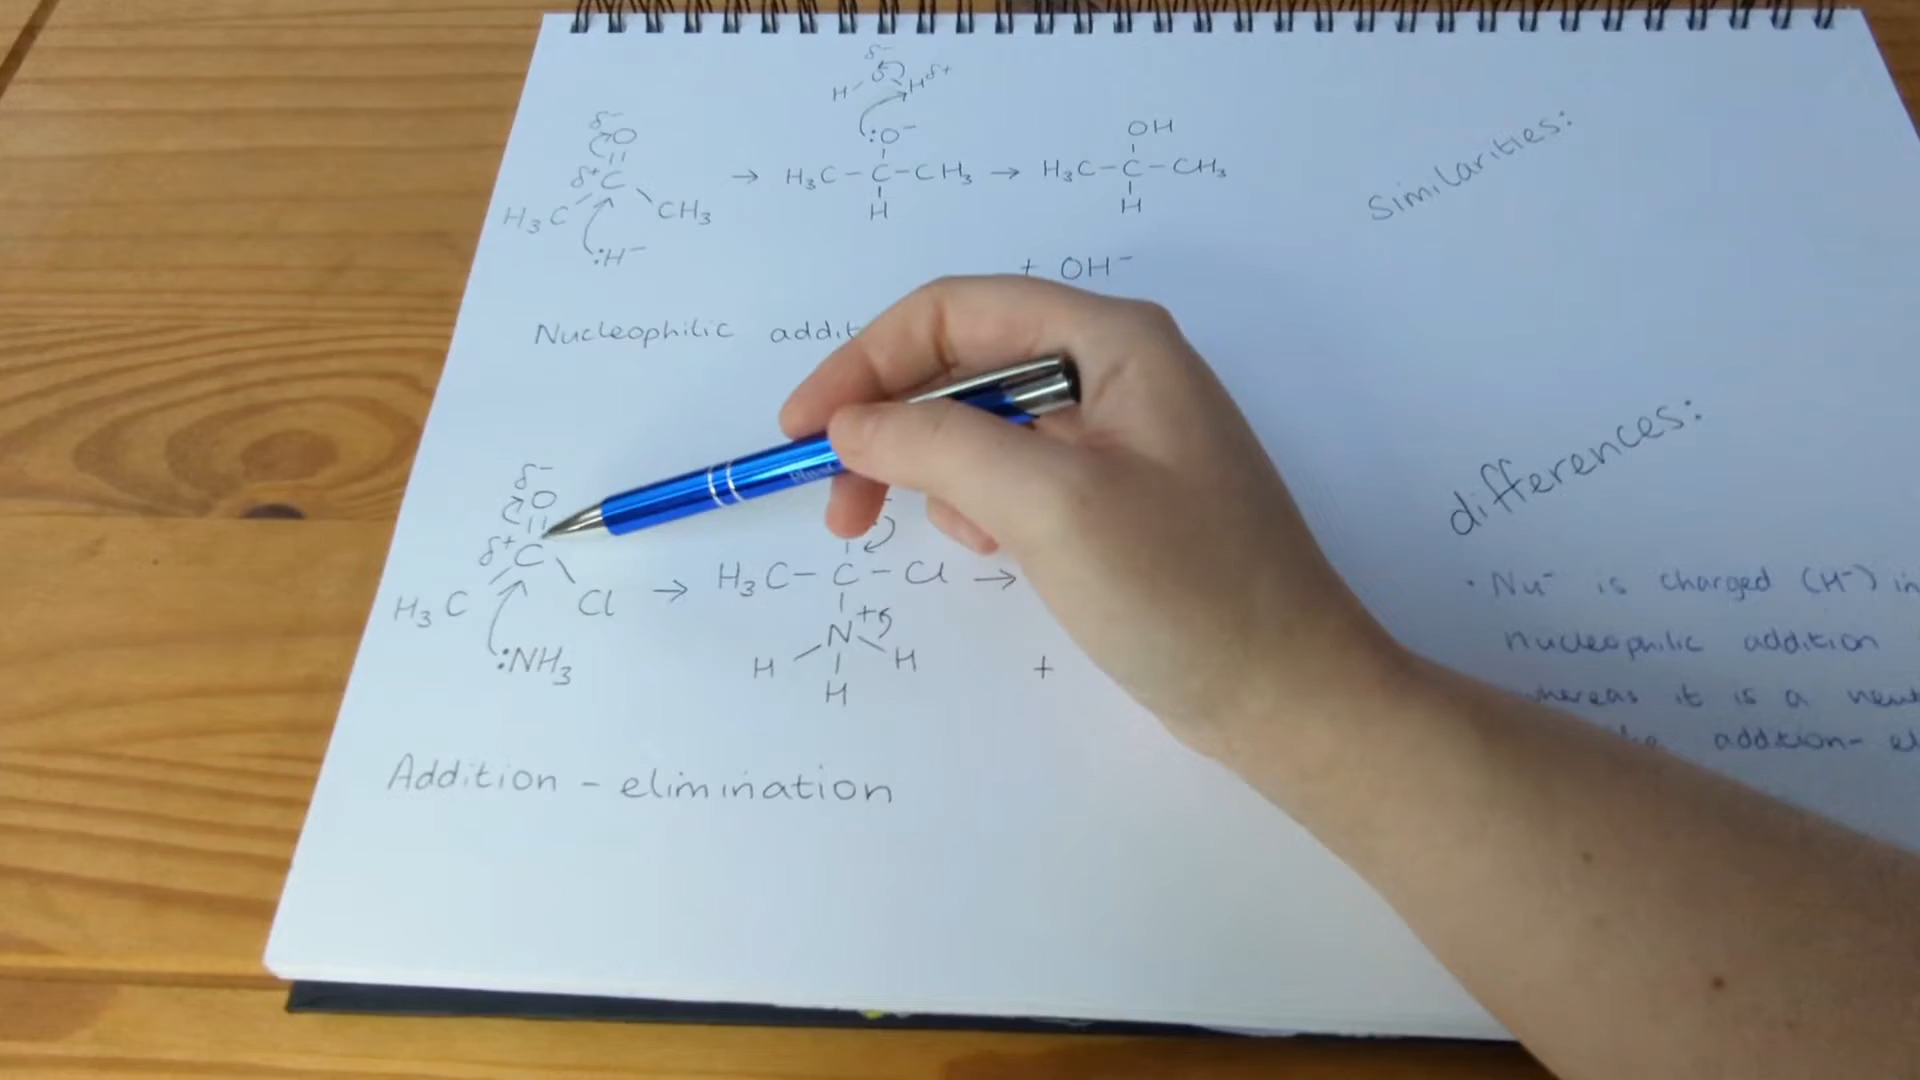 δ-
H O H δ+
δ-
O
:O-
OH
δ+ C
→ H3C-C-CH3 → H3C-C-CH3
H3C CH3
H
H
:H-
+ OH-
Similarities:
Nucleophilic
differences:
δ-
O
δ+ C
H3C Cl → H3C-C-Cl →
N+
:NH3
H H
H
+
Addition - elimination
• Nu- is charged (H-) in
nucleophilic addition
whereas it is a
addition-